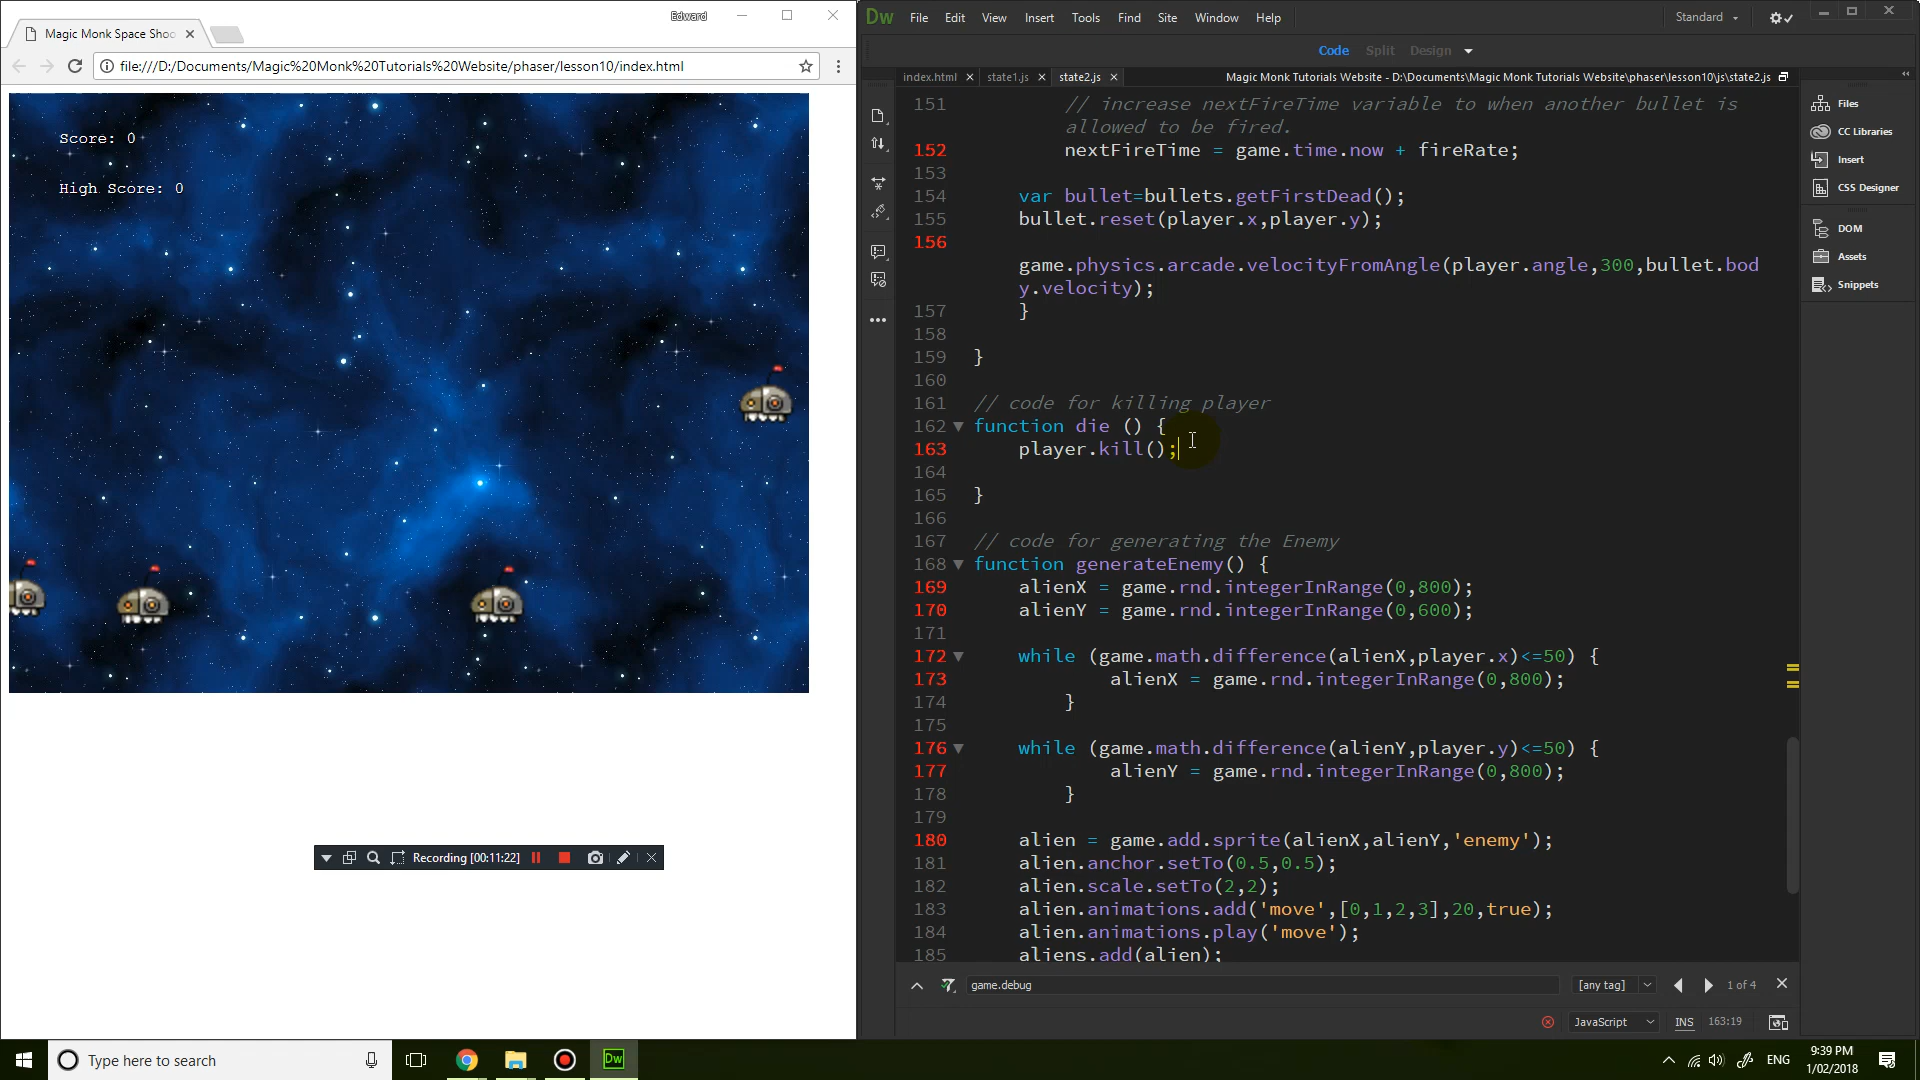 Edward
Magic Monk Space Shoo
file:///D:/Documents/Magic%20Monk%20Tutorials%20Website/phaser/lesson10/index.html
Score: 0
High Score: 0
Recording [00:11:22]
Dw File Edit View Insert Tools Find Site Window Help Standard
Code Split Design
index.html state1.js state2.js Magic Monk Tutorials Website - D:\Documents\Magic Monk Tutorials Website\phaser\lesson10\js\state2.js
151 // increase nextFireTime variable to when another bullet is
allowed to be fired.
152 nextFireTime = game.time.now + fireRate;
153
154 var bullet=bullets.getFirstDead();
155 bullet.reset(player.x,player.y);
156
game.physics.arcade.velocityFromAngle(player.angle,300,bullet.bod
y.velocity);
157 }
158
159 }
160
161 // code for killing player
162 function die () {
163 player.kill();
164
165 }
166
167 // code for generating the Enemy
168 function generateEnemy() {
169 alienX = game.rnd.integerInRange(0,800);
170 alienY = game.rnd.integerInRange(0,600);
171
172 while (game.math.difference(alienX,player.x)<=50) {
173 alienX = game.rnd.integerInRange(0,800);
174 }
175
176 while (game.math.difference(alienY,player.y)<=50) {
177 alienY = game.rnd.integerInRange(0,800);
178 }
179
180 alien = game.add.sprite(alienX,alienY,'enemy');
181 alien.anchor.setTo(0.5,0.5);
182 alien.scale.setTo(2,2);
183 alien.animations.add('move',[0,1,2,3],20,true);
184 alien.animations.play('move');
185 aliens.add(alien);
game.debug [any tag] 1 of 4
JavaScript INS 163:19
Files
CC Libraries
Insert
CSS Designer
DOM
Assets
Snippets
Type here to search
Dw
ENG
9:39 PM
1/02/2018